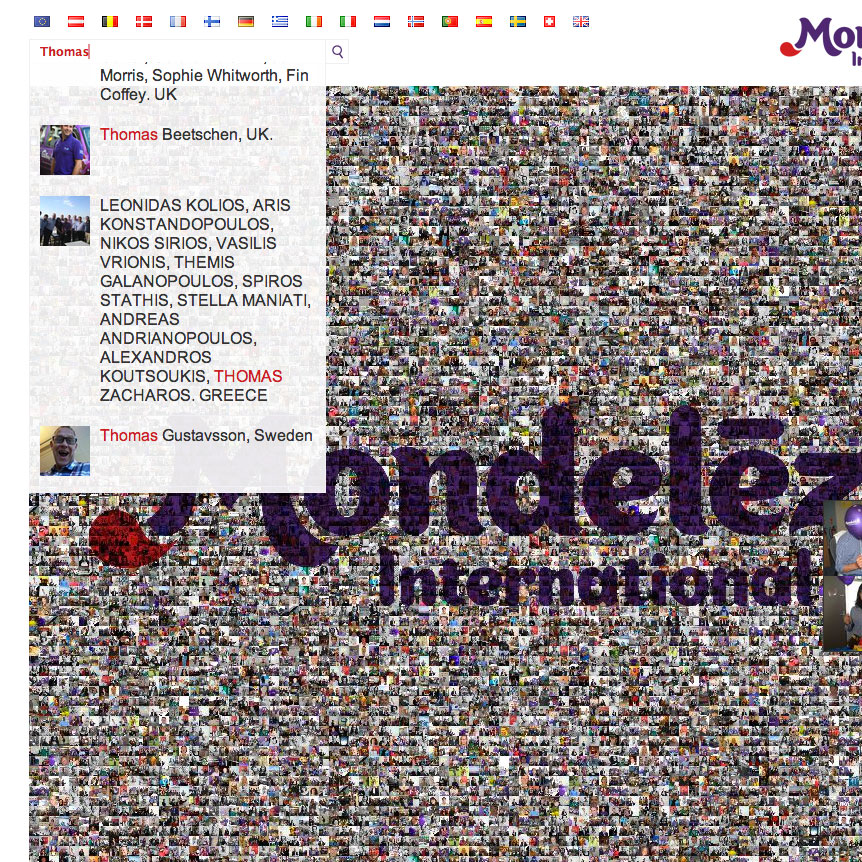 Thomas
Morris, Sophie Whitworth, Fin
Coffey. UK
Thomas Beetschen, UK.
LEONIDAS KOLIOS, ARIS
KONSTANDOPOULOS,
NIKOS SIRIOS, VASILIS
VRIONIS, THEMIS
GALANOPOULOS, SPIROS
STATHIS, STELLA MANIATI,
ANDREAS
ANDRIANOPOULOS,
ALEXANDROS
KOUTSOUKIS, THOMAS
ZACHAROS. GREECE
Thomas Gustavsson, Sweden
Mondelēz
International